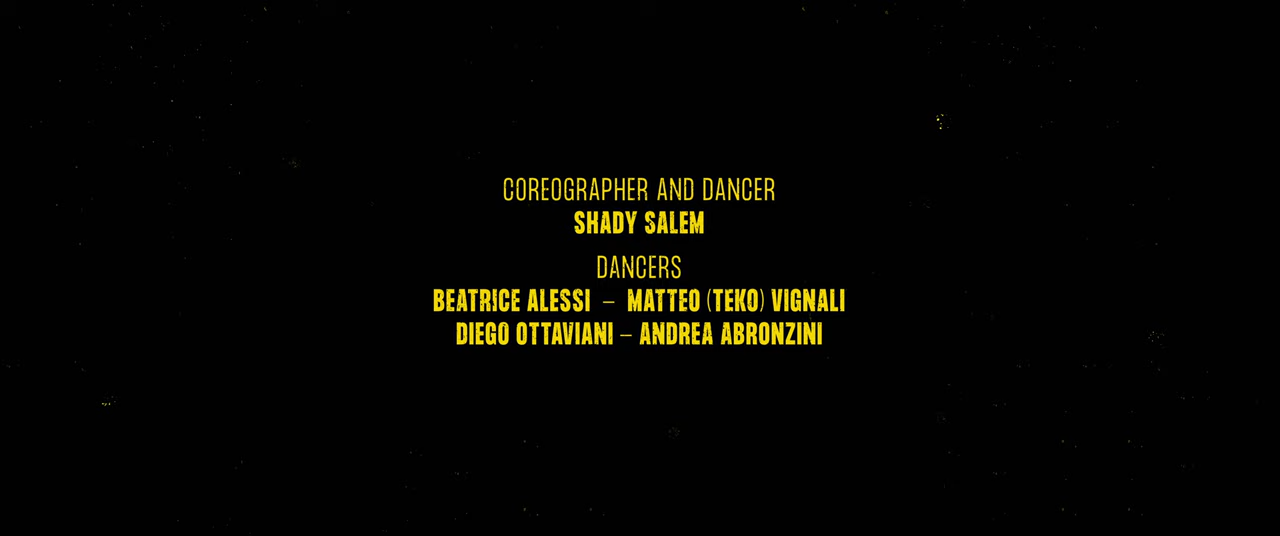 COREOGRAPHER AND DANCER
SHADY SALEM
DANCERS
BEATRICE ALESSI – MATTEO (TEKO) VIGNALI
DIEGO OTTAVIANI – ANDREA ABRONZINI